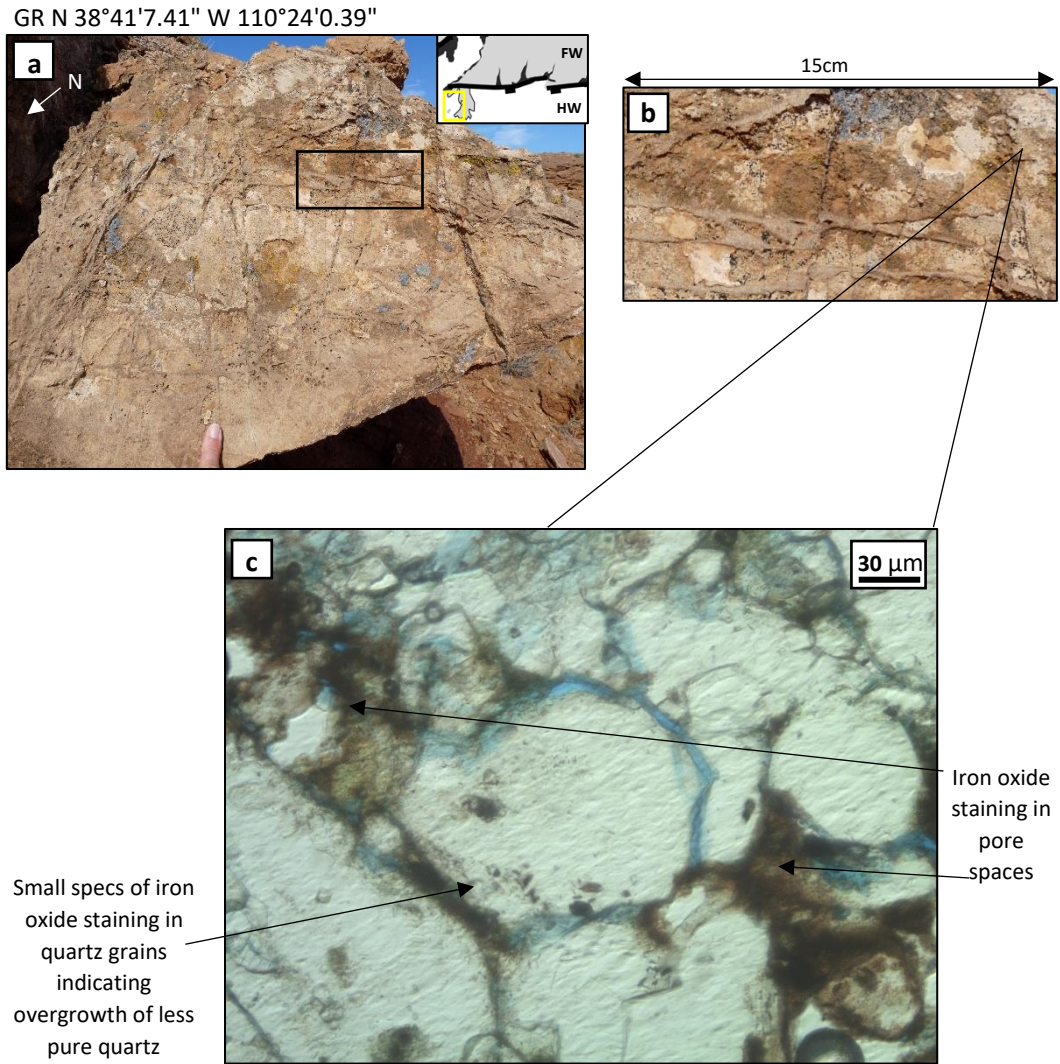 GR N 38°41'7.41" W 110°24'0.39"
a
N
FW
HW
15cm
b
c
30 µm
Iron oxide
staining in
pore
spaces
Small specs of iron
oxide staining in
quartz grains
indicating
overgrowth of less
pure quartz